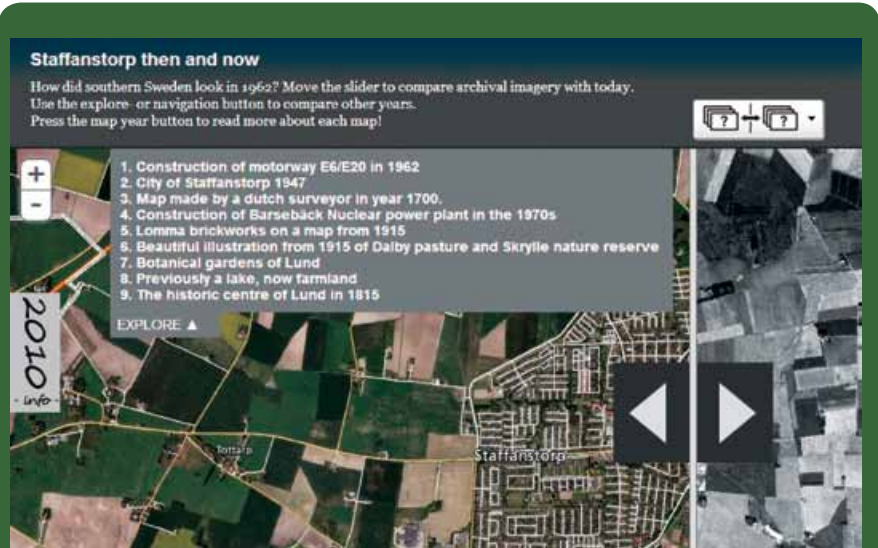 Staffanstorp then and now
How did southern Sweden look in 1962? Move the slider to compare archival imagery with today.
Use the explore- or navigation button to compare other years.
Press the map year button to read more about each map!
? ?
+
-
1. Construction of motorway E6/E20 in 1962
2. City of Staffanstorp 1947
3. Map made by a dutch surveyor in year 1700.
4. Construction of Barsebäck Nuclear power plant in the 1970s
5. Lomma brickworks on a map from 1915
6. Beautiful illustration from 1915 of Dalby pasture and Skrylle nature reserve
7. Botanical gardens of Lund
8. Previously a lake, now farmland
9. The historic centre of Lund in 1815
EXPLORE ▲
2010
- info -
Tottarp
Staffanstorp